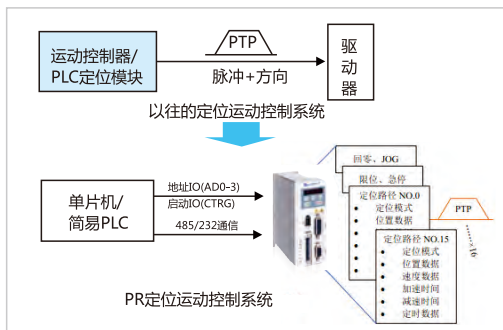 运动控制器/
PLC定位模块
PTP
脉冲+方向
驱
动
器
以往的定位运动控制系统
单片机/
简易PLC
地址IO(AD0-3)
启动IO(CTRG)
485/232通信
回零、JOG
限位、急停
定位路径 NO.0
● 定位模式
● 位置数据
定位路径 NO.15
● 定位模式
● 位置数据
● 速度数据
● 加速时间
● 减速时间
● 定时数据
PTP
……×16
PR定位运动控制系统